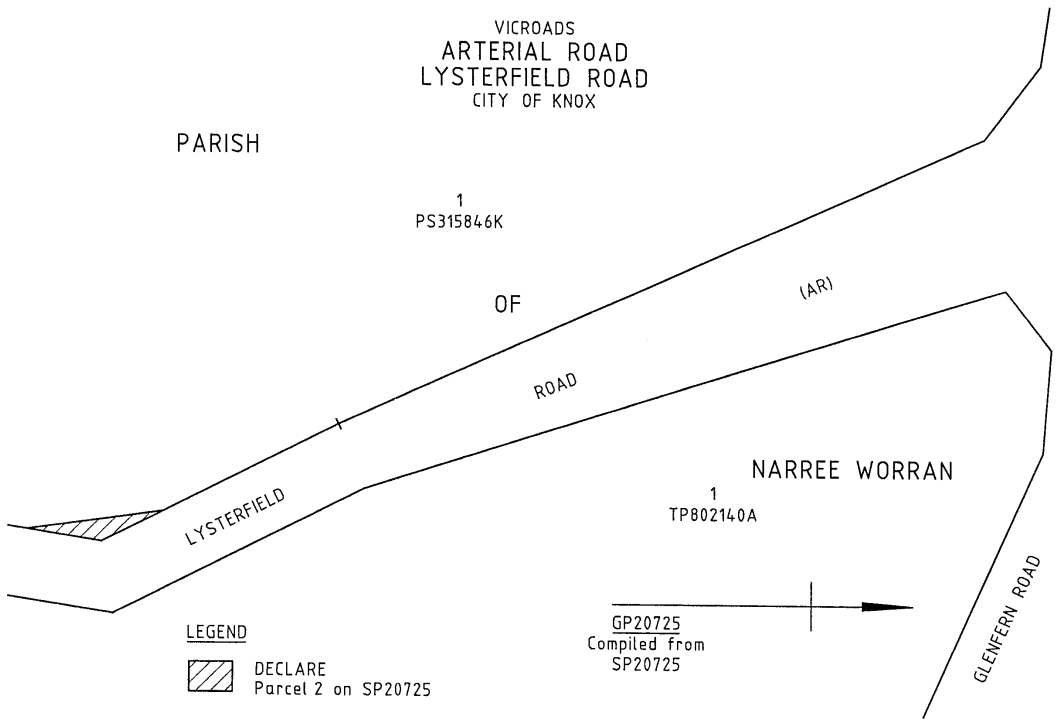 VICROADS
ARTERIAL ROAD
LYSTERFIELD ROAD
CITY OF KNOX
PARISH
1
PS315846K
OF
(AR)
ROAD
LYSTERFIELD
NARREE WORRAN
1
TP802140A
GLENFERN ROAD
GP20725
Compiled from
SP20725
LEGEND
DECLARE
Parcel 2 on SP20725